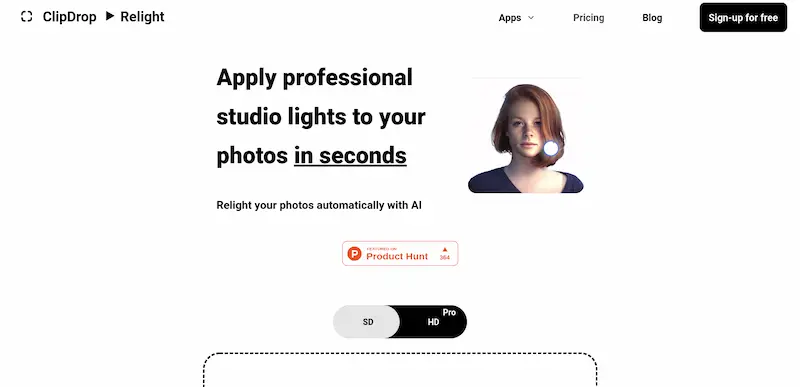 ClipDrop Relight
Apps Pricing Blog Sign-up for free
Apply professional
studio lights to your
photos in seconds
Relight your photos automatically with AI
FEATURED ON
Product Hunt 364
SD HD Pro